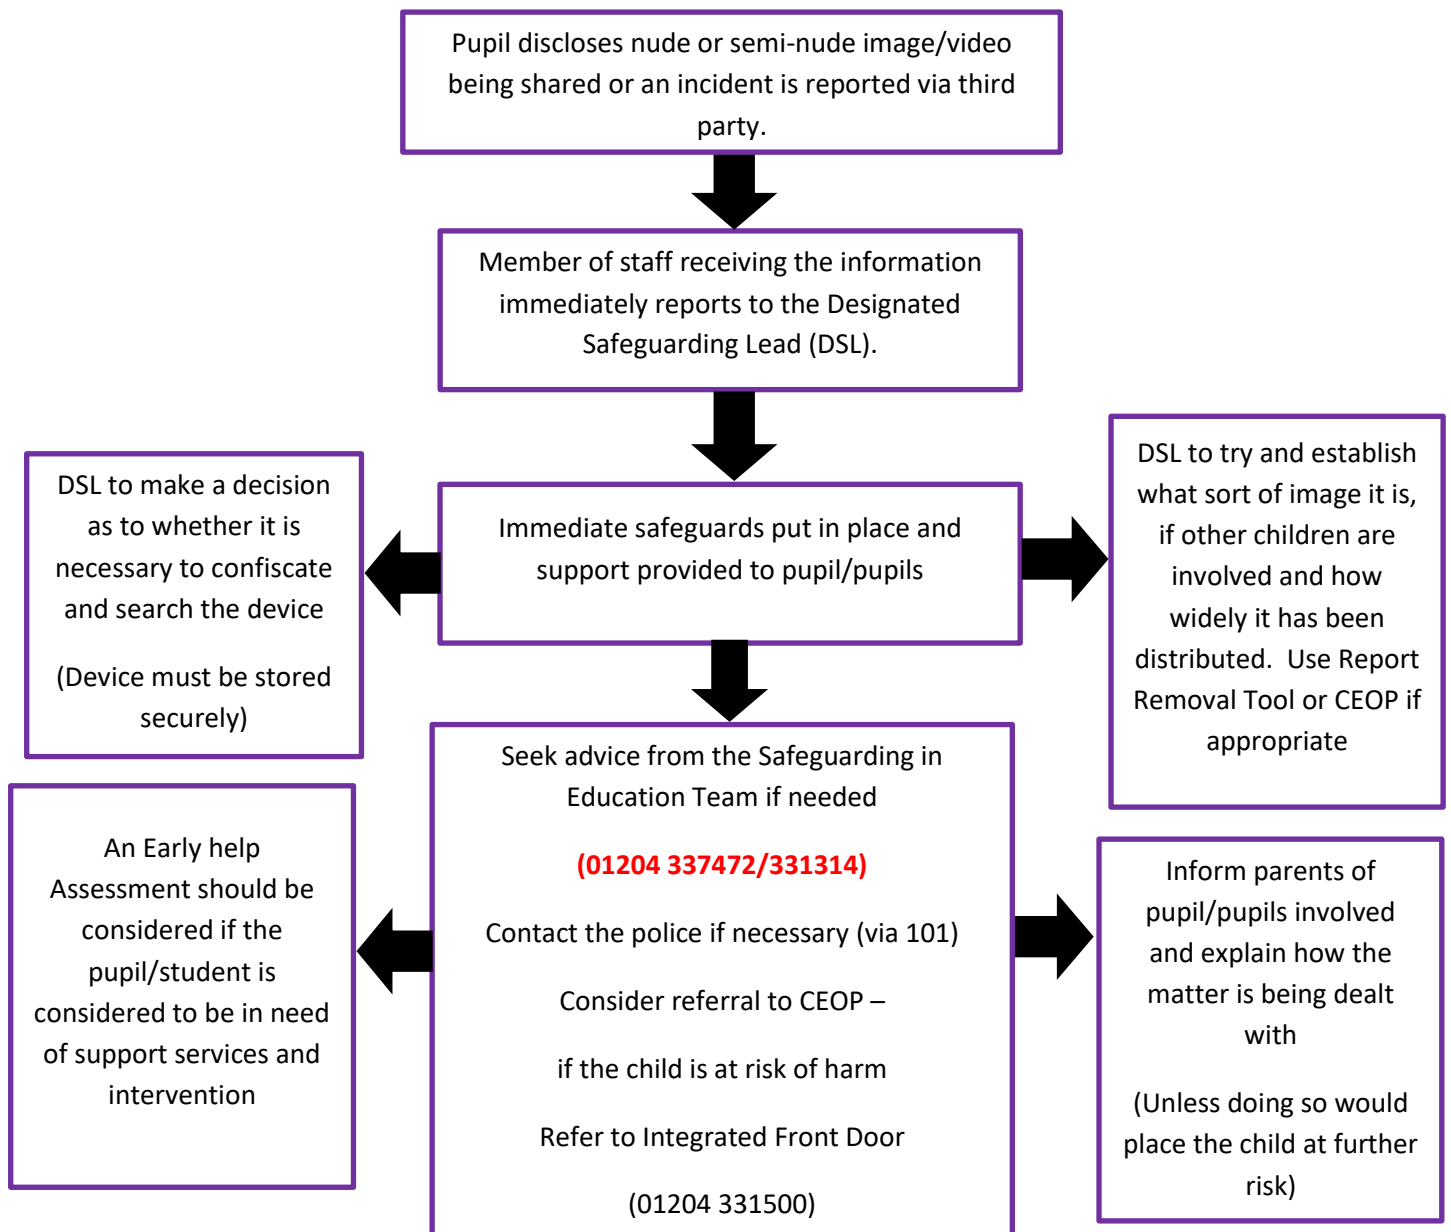 Pupil discloses nude or semi-nude image/video
being shared or an incident is reported via third
party.
Member of staff receiving the information
immediately reports to the Designated
Safeguarding Lead (DSL).
DSL to make a decision
as to whether it is
necessary to confiscate
and search the device
(Device must be stored
securely)
Immediate safeguards put in place and
support provided to pupil/pupils
DSL to try and establish
what sort of image it is,
if other children are
involved and how
widely it has been
distributed.  Use Report
Removal Tool or CEOP if
appropriate
An Early help
Assessment should be
considered if the
pupil/student is
considered to be in need
of support services and
intervention
Seek advice from the Safeguarding in
Education Team if needed
(01204 337472/331314)
Contact the police if necessary (via 101)
Consider referral to CEOP –
if the child is at risk of harm
Refer to Integrated Front Door
(01204 331500)
Inform parents of
pupil/pupils involved
and explain how the
matter is being dealt
with
(Unless doing so would
place the child at further
risk)